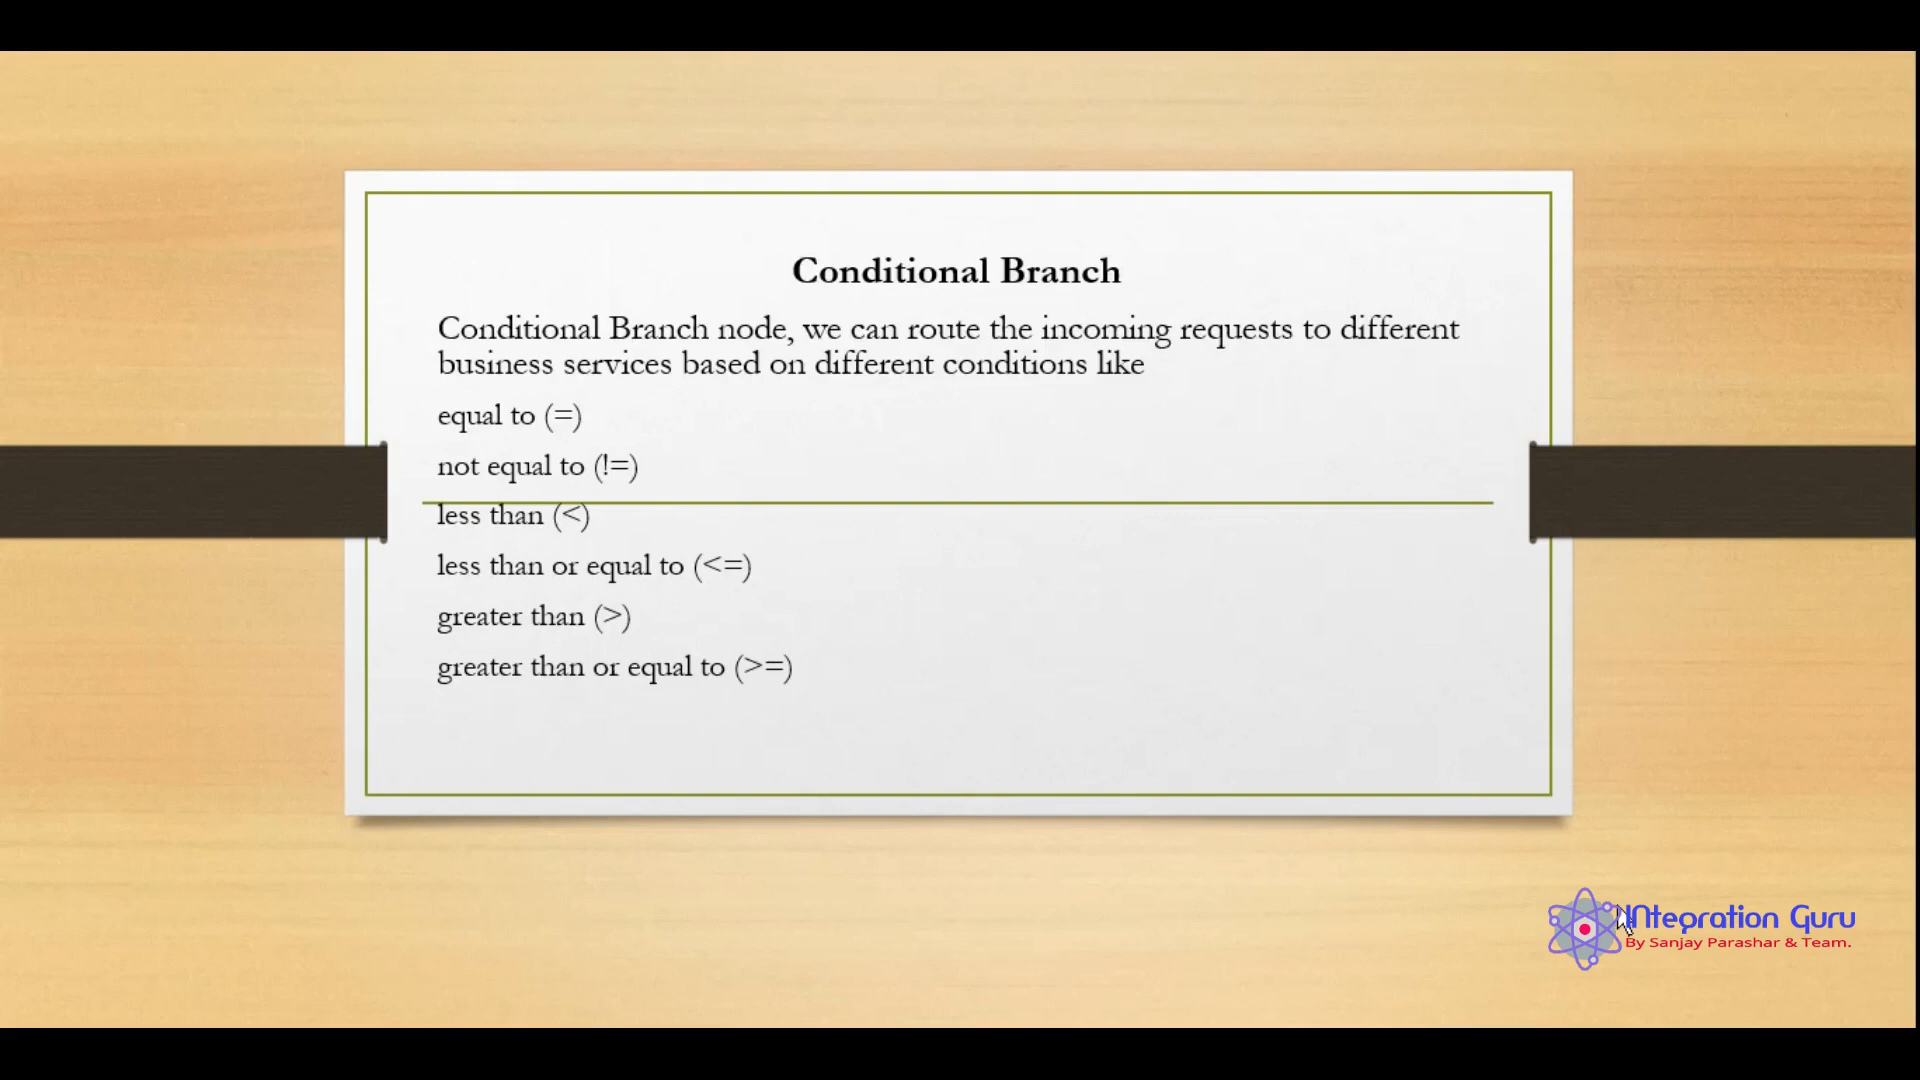 Conditional Branch
Conditional Branch node, we can route the incoming requests to different
business services based on different conditions like
equal to (=)
not equal to (!=)
less than (<)
less than or equal to (<=)
greater than (>)
greater than or equal to (>=)
INtegration Guru
By Sanjay Parashar & Team.